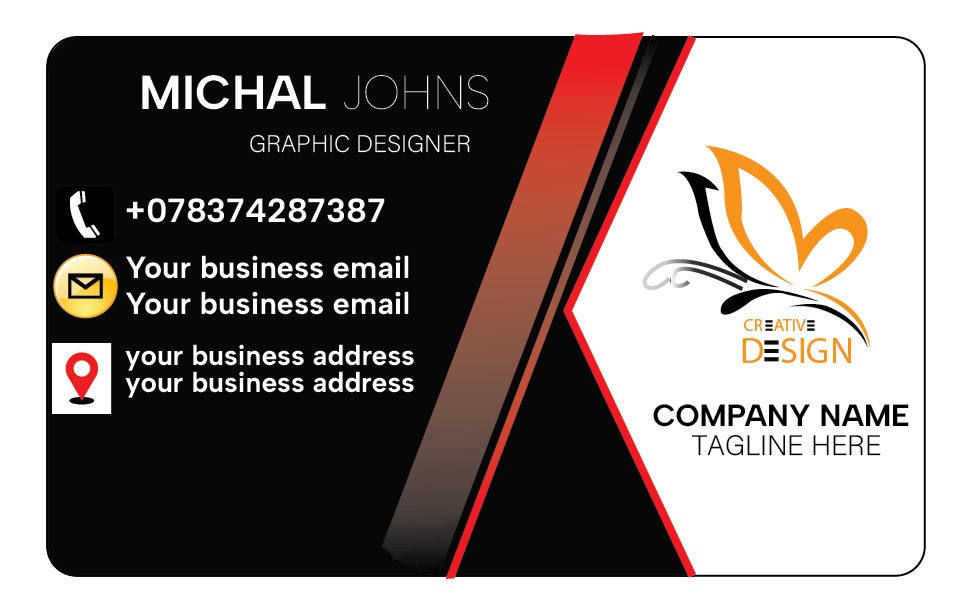 MICHAL JOHNS
GRAPHIC DESIGNER
+078374287387
Your business email
Your business email
your business address
your business address
CREATIVE
DESIGN
COMPANY NAME
TAGLINE HERE